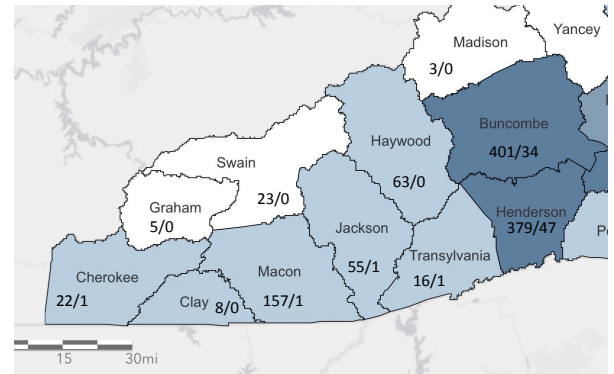 Yancey
Madison
3/0
Buncombe
401/34
Haywood
63/0
Swain
23/0
Graham
5/0
Henderson
379/47
Jackson
55/1
Transylvania
16/1
Cherokee
22/1
Macon
157/1
Clay 8/0
15 30mi